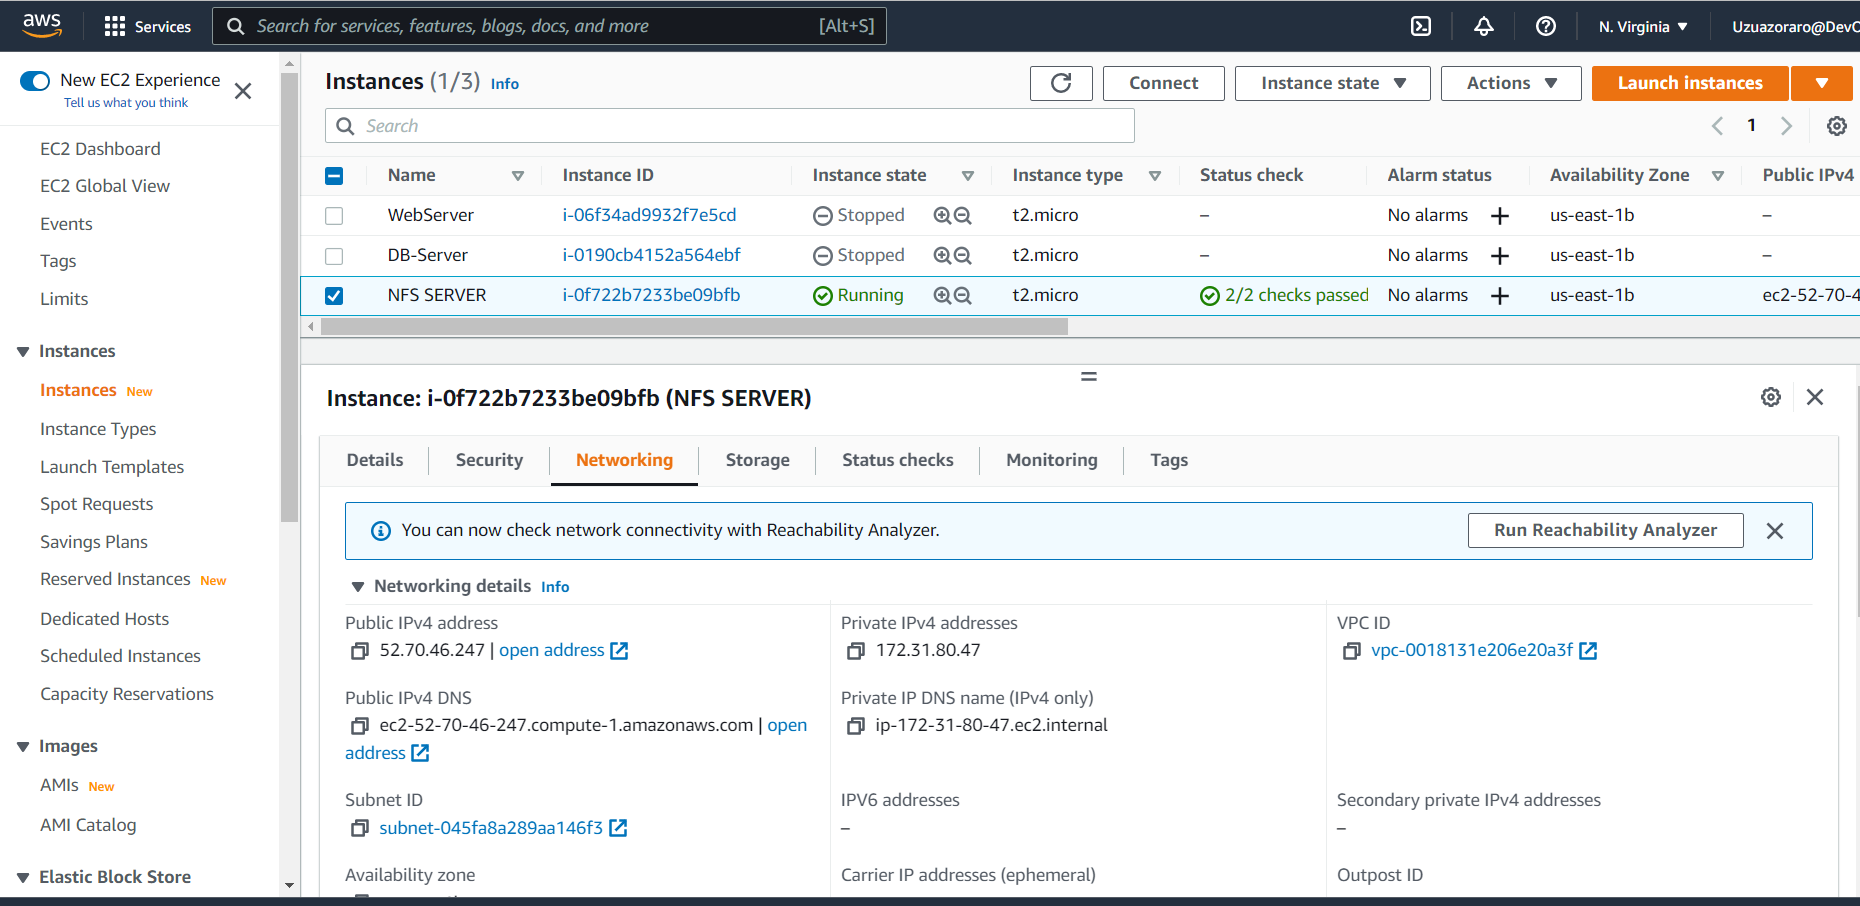 aws Services Search for services, features, blogs, docs, and more [Alt+S] N. Virginia Uzuazoraro@DevO
New EC2 Experience
Tell us what you think
EC2 Dashboard
EC2 Global View
Events
Tags
Limits
Instances
Instances New
Instance Types
Launch Templates
Spot Requests
Savings Plans
Reserved Instances New
Dedicated Hosts
Scheduled Instances
Capacity Reservations
Images
AMIs New
AMI Catalog
Elastic Block Store
Instances (1/3) Info Connect Instance state Actions Launch instances
Search 1
Name Instance ID Instance state Instance type Status check Alarm status Availability Zone Public IPv4
WebServer i-06f34ad9932f7e5cd Stopped t2.micro – No alarms + us-east-1b –
DB-Server i-0190cb4152a564ebf Stopped t2.micro – No alarms + us-east-1b –
NFS SERVER i-0f722b7233be09bfb Running t2.micro 2/2 checks passed No alarms + us-east-1b ec2-52-70-4
Instance: i-0f722b7233be09bfb (NFS SERVER)
Details Security Networking Storage Status checks Monitoring Tags
You can now check network connectivity with Reachability Analyzer. Run Reachability Analyzer
Networking details Info
Public IPv4 address
52.70.46.247 | open address
Private IPv4 addresses
172.31.80.47
VPC ID
vpc-0018131e206e20a3f
Public IPv4 DNS
ec2-52-70-46-247.compute-1.amazonaws.com | open
address
Private IP DNS name (IPv4 only)
ip-172-31-80-47.ec2.internal
Subnet ID
subnet-045fa8a289aa146f3
IPV6 addresses
–
Secondary private IPv4 addresses
–
Availability zone
Carrier IP addresses (ephemeral)
Outpost ID